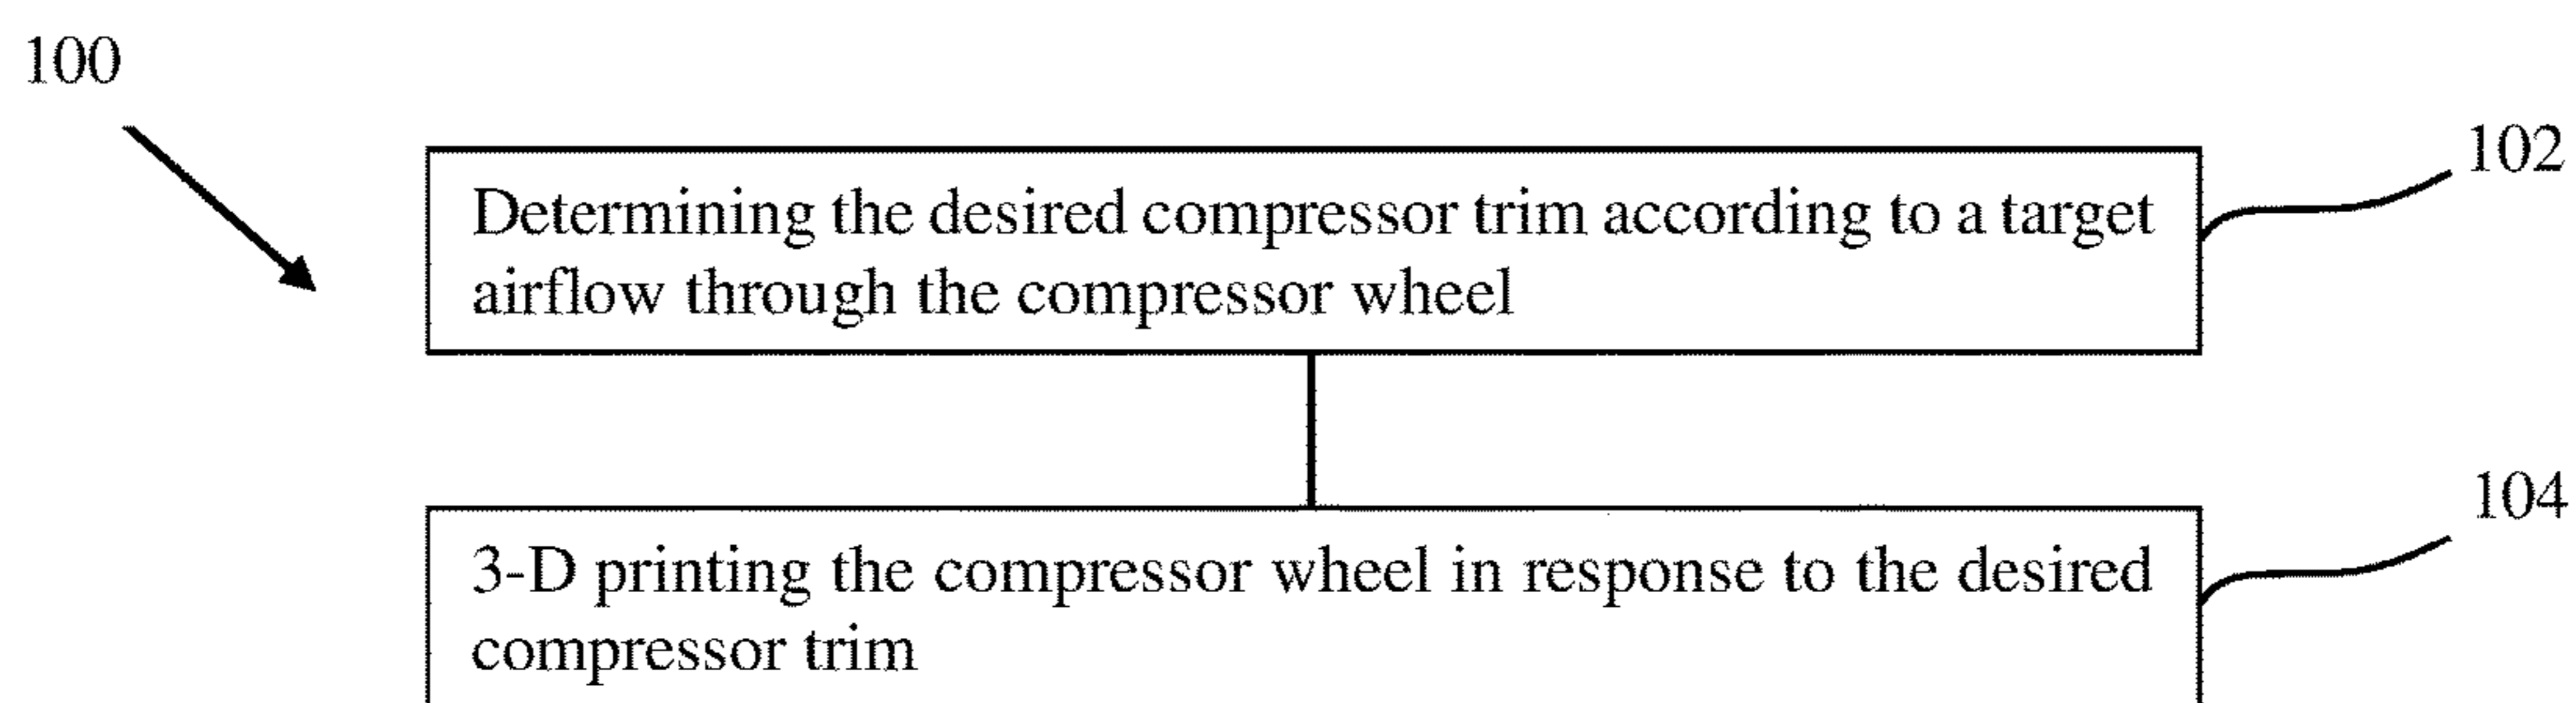 100
102
Determining the desired compressor trim according to a target
airflow through the compressor wheel
104
3-D printing the compressor wheel in response to the desired
compressor trim